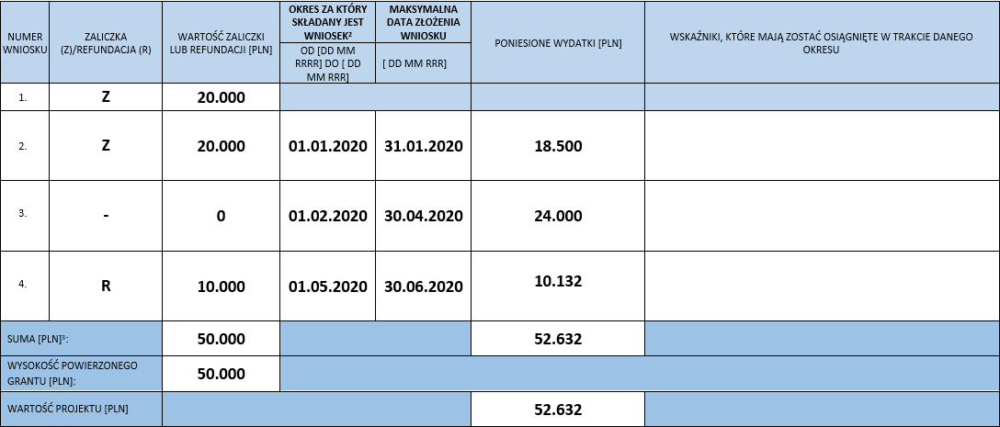 NUMER
WNIOSKU
ZALICZKA
(Z)/REFUNDACJA (R)
WARTOŚĆ ZALICZKI
LUB REFUNDACJI [PLN]
OKRES ZA KTÓRY
SKŁADANY JEST
WNIOSEK²
OD [DD MM
RRRR] DO [ DD
MM RRR]
MAKSYMALNA
DATA ZŁOŻENIA
WNIOSKU
[ DD MM RRR]
PONIESIONE WYDATKI [PLN]
WSKAŹNIKI, KTÓRE MAJĄ ZOSTAĆ OSIĄGNIĘTE W TRAKCIE DANEGO
OKRESU
1. Z 20.000
2. Z 20.000 01.01.2020 31.01.2020 18.500
3. - 0 01.02.2020 30.04.2020 24.000
4. R 10.000 01.05.2020 30.06.2020 10.132
SUMA [PLN]³: 50.000 52.632
WYSOKOŚĆ POWIERZONEGO
GRANTU [PLN]: 50.000
WARTOŚĆ PROJEKTU [PLN] 52.632